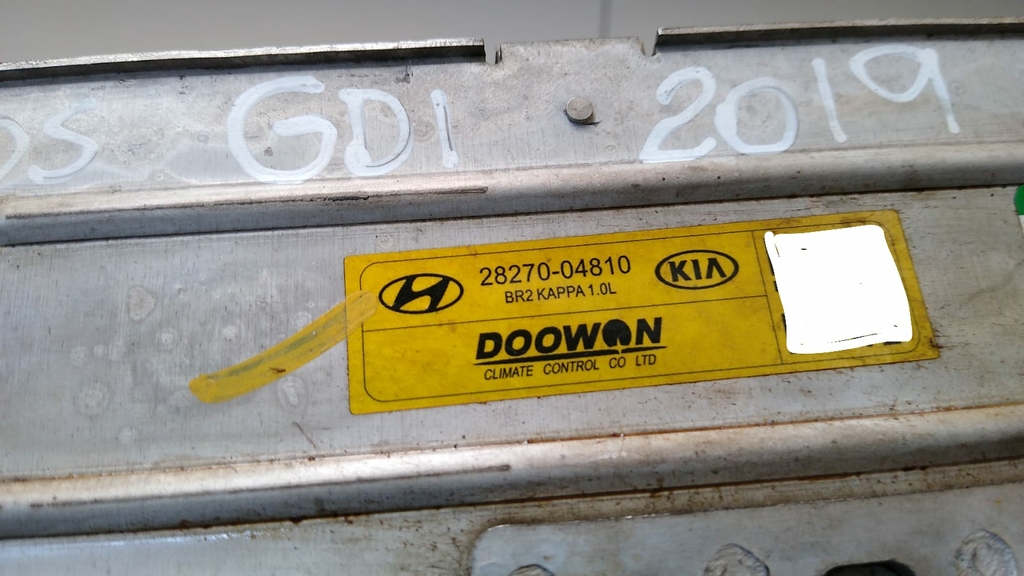 GDI 2019
28270-04810
KIA
BR2 KAPPA 1.0L
DOOWON
CLIMATE CONTROL CO LTD